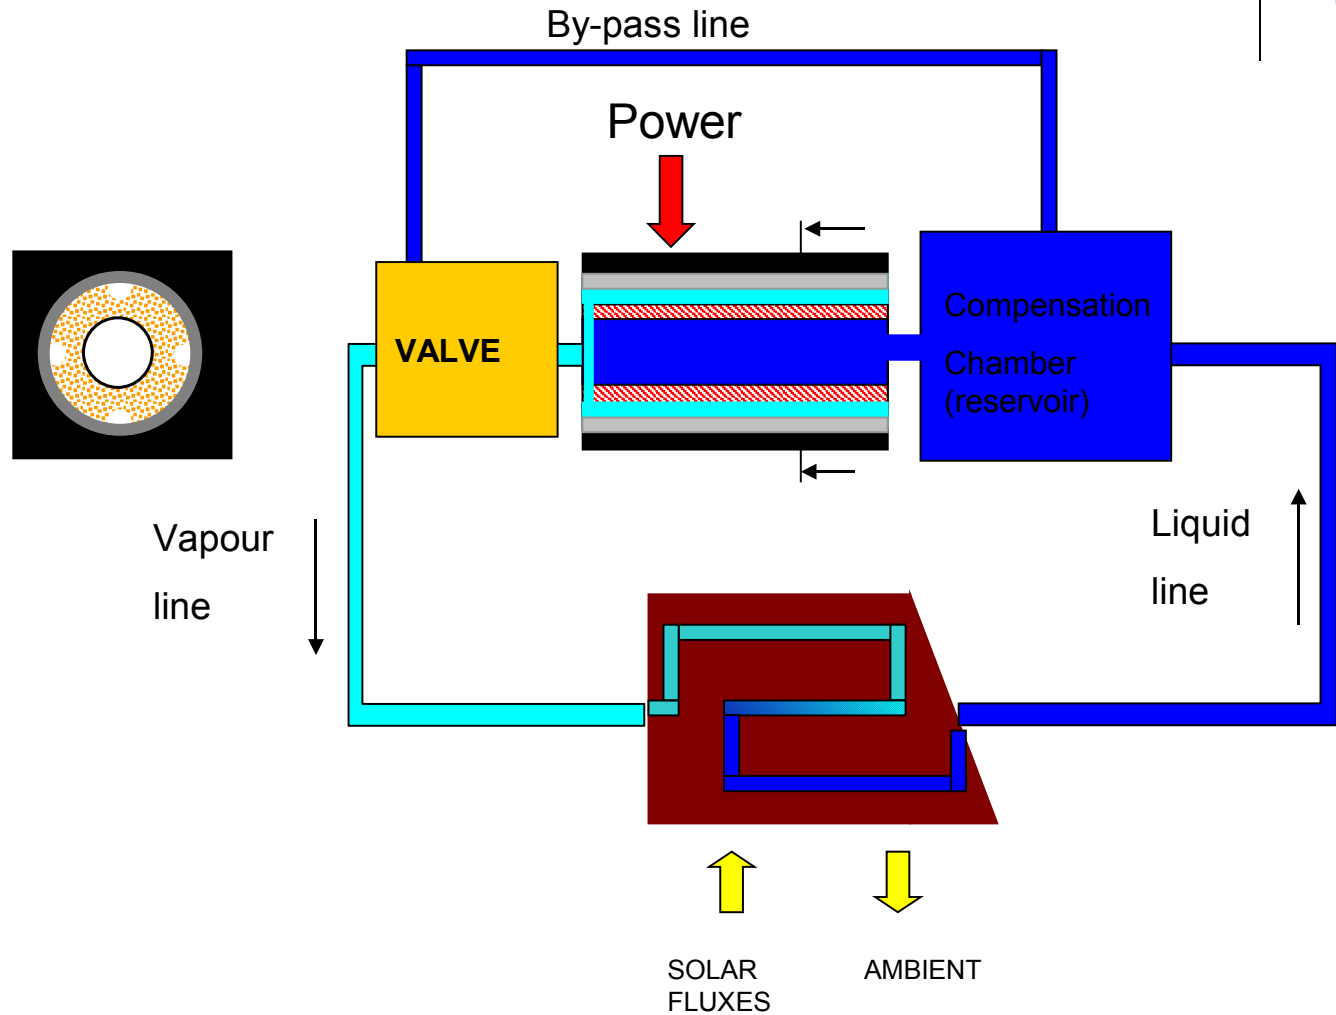 By-pass line
Power
VALVE
Compensation
Chamber
(reservoir)
Vapour
line
Liquid
line
SOLAR
FLUXES
AMBIENT